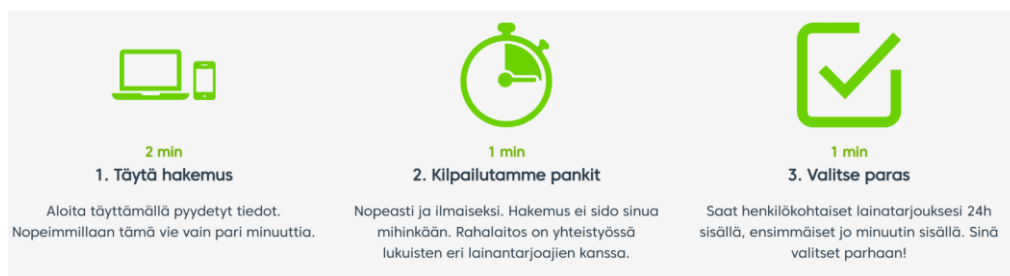 2 min
1. Täytä hakemus
Aloita täyttämällä pyydetyt tiedot.
Nopeimmillaan tämä vie vain pari minuuttia.
1 min
2. Kilpailutamme pankit
Nopeasti ja ilmaiseksi. Hakemus ei sido sinua
mihinkään. Rahalaitos on yhteistyössä
lukuisten eri lainantarjoajien kanssa.
1 min
3. Valitse paras
Saat henkilökohtaiset lainatarjouksesi 24h
sisällä, ensimmäiset jo minuutin sisällä. Sinä
valitset parhaan!